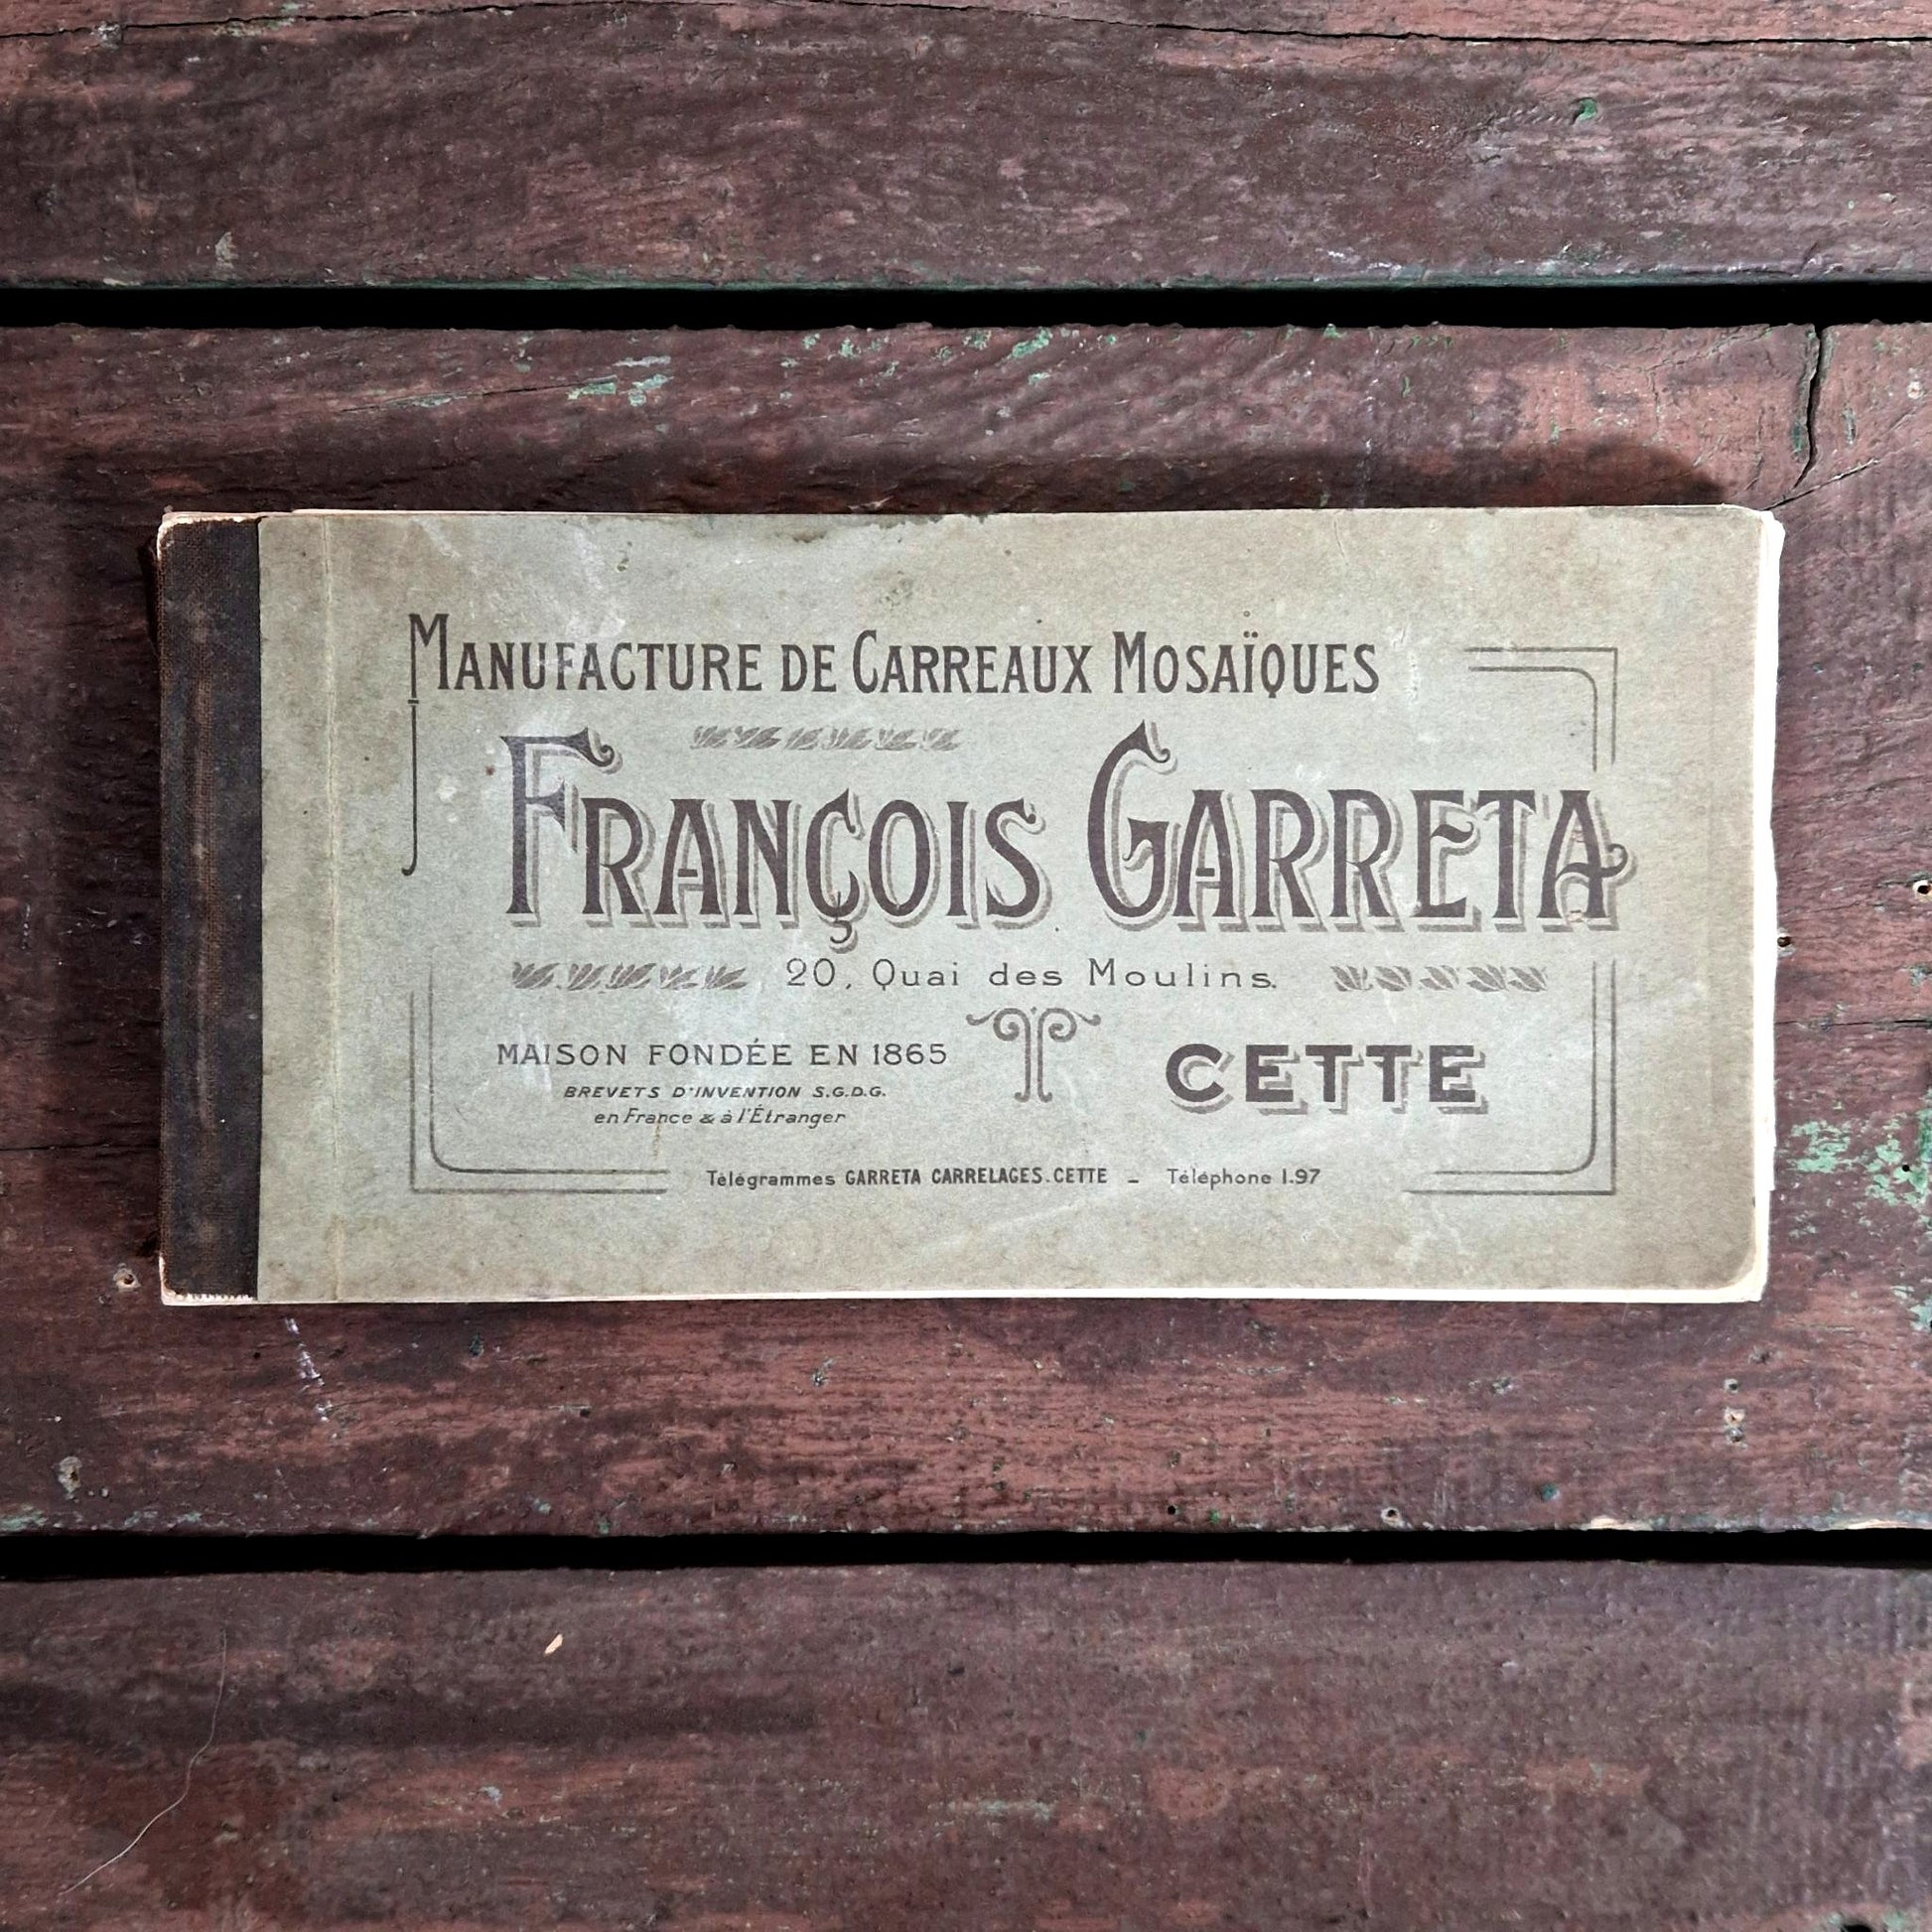 MANUFACTURE DE CARREAUX MOSAÏQUES
FRANÇOIS GARRETA
20, Quai des Moulins.
MAISON FONDÉE EN 1865
BREVETS D'INVENTION S.G.D.G.
en France & à l'Étranger
CETTE
Télégrammes GARRETA CARRELAGES.CETTE _ Téléphone 1.97